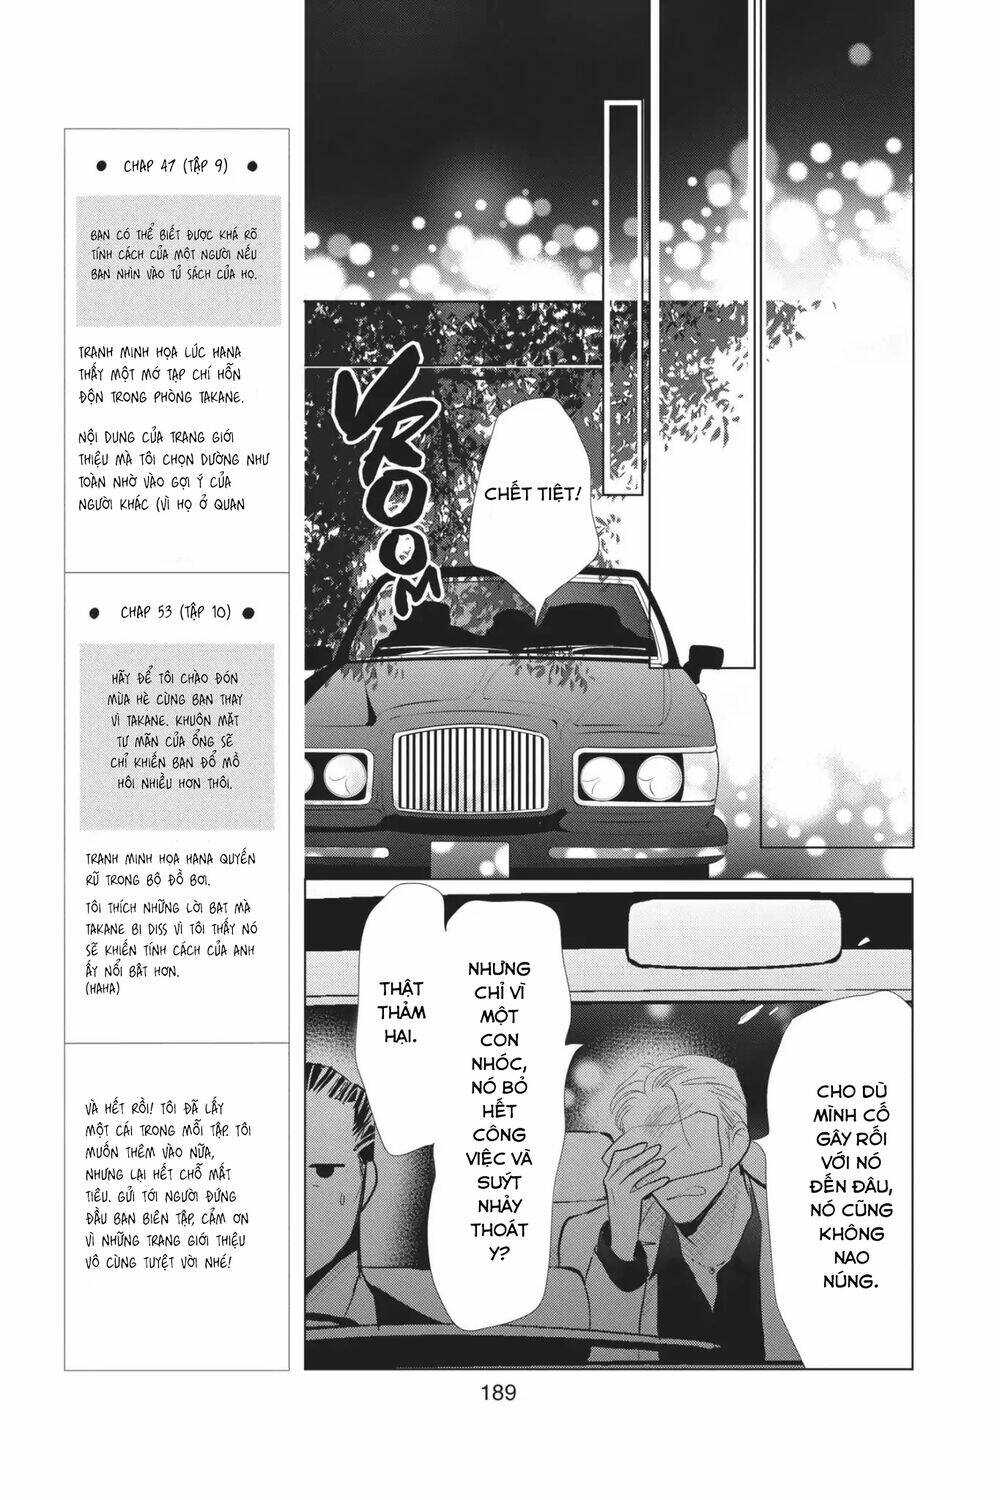 CHAP 47 (TẬP 9)
BẠN CÓ THỂ BIẾT ĐƯỢC KHÁ RÕ
TÍNH CÁCH CỦA MỘT NGƯỜI NẾU
BẠN NHÌN VÀO TỦ SÁCH CỦA HỌ.
TRANH MINH HỌA LÚC HANA
THẤY MỘT MỚ TẠP CHÍ HỖN
ĐỘN TRONG PHÒNG TAKANE.
NỘI DUNG CỦA TRANG GIỚI
THIỆU MÀ TÔI CHỌN DƯỜNG NHƯ
TOÀN NHỜ VÀO GỢI Ý CỦA
NGƯỜI KHÁC (VÌ HỌ Ở QUAN
CHAP 53 (TẬP 10)
HÃY ĐỂ TÔI CHÀO ĐÓN
MÙA HÈ CÙNG BẠN THAY
VÌ TAKANE. KHUÔN MẶT
TỰ MÃN CỦA ỔNG SẼ
CHỈ KHIẾN BẠN ĐỔ MỒ
HÔI NHIỀU HƠN THÔI.
TRANH MINH HỌA HANA QUYẾN
RŨ TRONG BỘ ĐỒ BƠI.
TÔI THÍCH NHỮNG LỜI BẠT MÀ
TAKANE BỊ DISS VÌ TÔI THẤY NÓ
SẼ KHIẾN TÍNH CÁCH CỦA ANH
ẤY NỔI BẬT HƠN.
(HAHA)
VÀ HẾT RỒI! TÔI ĐÃ LẤY
MỘT CÁI TRONG MỖI TẬP. TÔI
MUỐN THÊM VÀO NỮA,
NHƯNG LẠI HẾT CHỖ MẤT
TIÊU. GỬI TỚI NGƯỜI ĐỨNG
ĐẦU BAN BIÊN TẬP, CẢM ƠN
VÌ NHỮNG TRANG GIỚI THIỆU
VÔ CÙNG TUYỆT VỜI NHÉ!
VROOOM
CHẾT TIỆT!
CHO DÙ
MÌNH CỐ
GÂY RỐI
VỚI NÓ
ĐẾN ĐÂU,
NÓ CŨNG
KHÔNG
NAO
NÚNG.
NHƯNG
CHỈ VÌ
MỘT
CON
NHÓC,
NÓ BỎ
HẾT
CÔNG
VIỆC VÀ
SUÝT
NHẢY
THOÁT
Y?
THẬT
THẢM
HẠI.
189